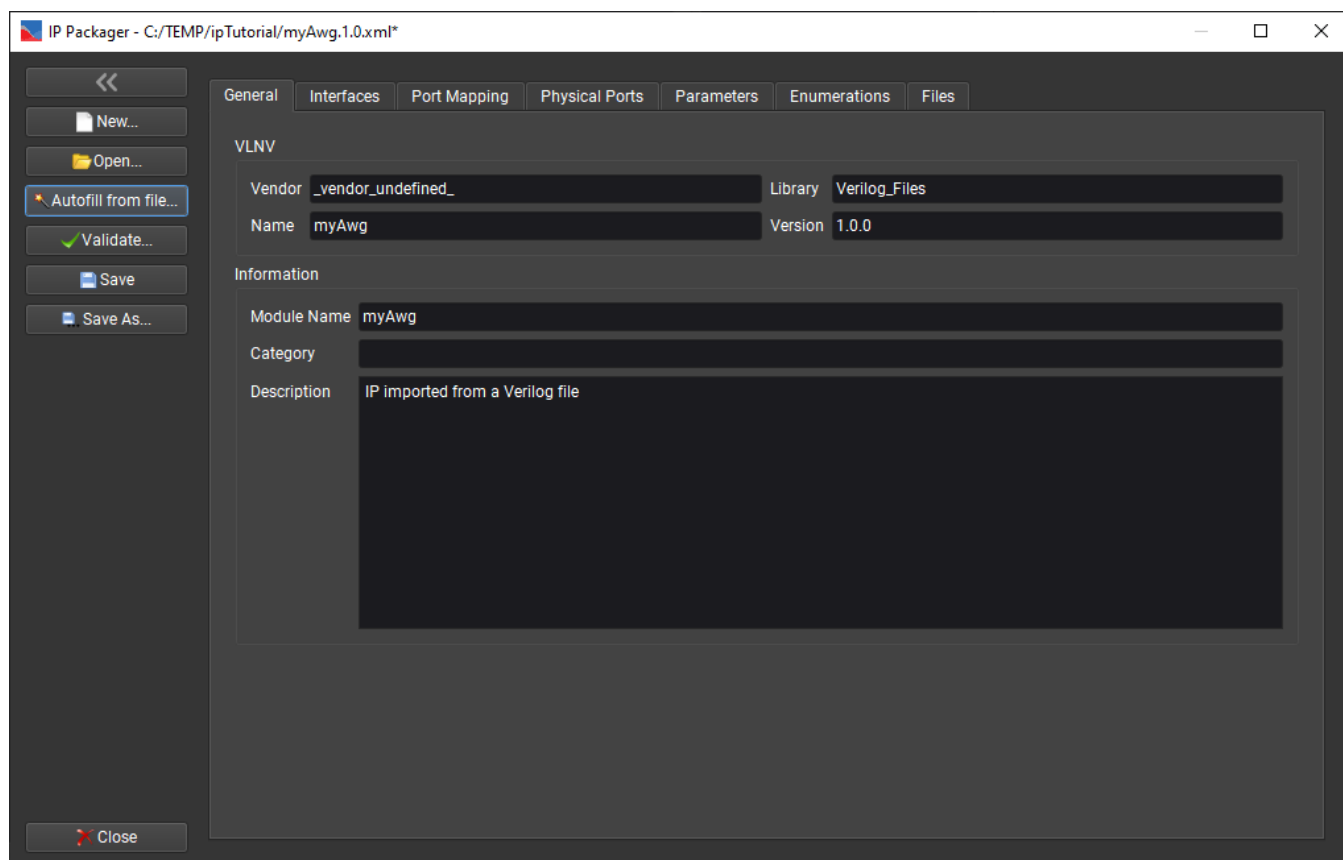 IP Packager - C:/TEMP/ipTutorial/myAwg.1.0.xml*
New...
Open...
Autofill from file...
Validate...
Save
Save As...
Close
General Interfaces Port Mapping Physical Ports Parameters Enumerations Files
VLNV
Vendor _vendor_undefined_ Library Verilog_Files
Name myAwg Version 1.0.0
Information
Module Name myAwg
Category
Description IP imported from a Verilog file